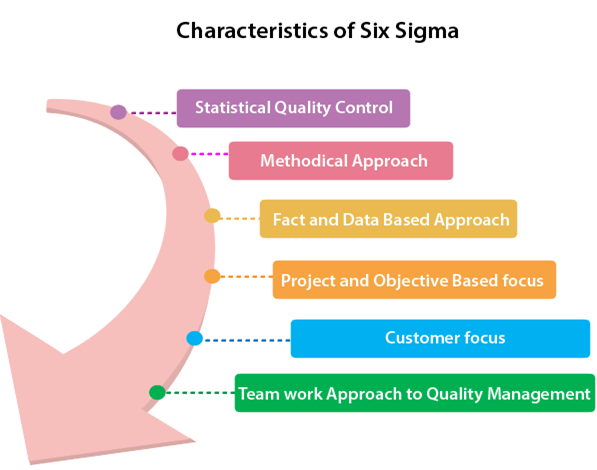 Characteristics of Six Sigma
Statistical Quality Control
Methodical Approach
Fact and Data Based Approach
Project and Objective Based focus
Customer focus
Team work Approach to Quality Management